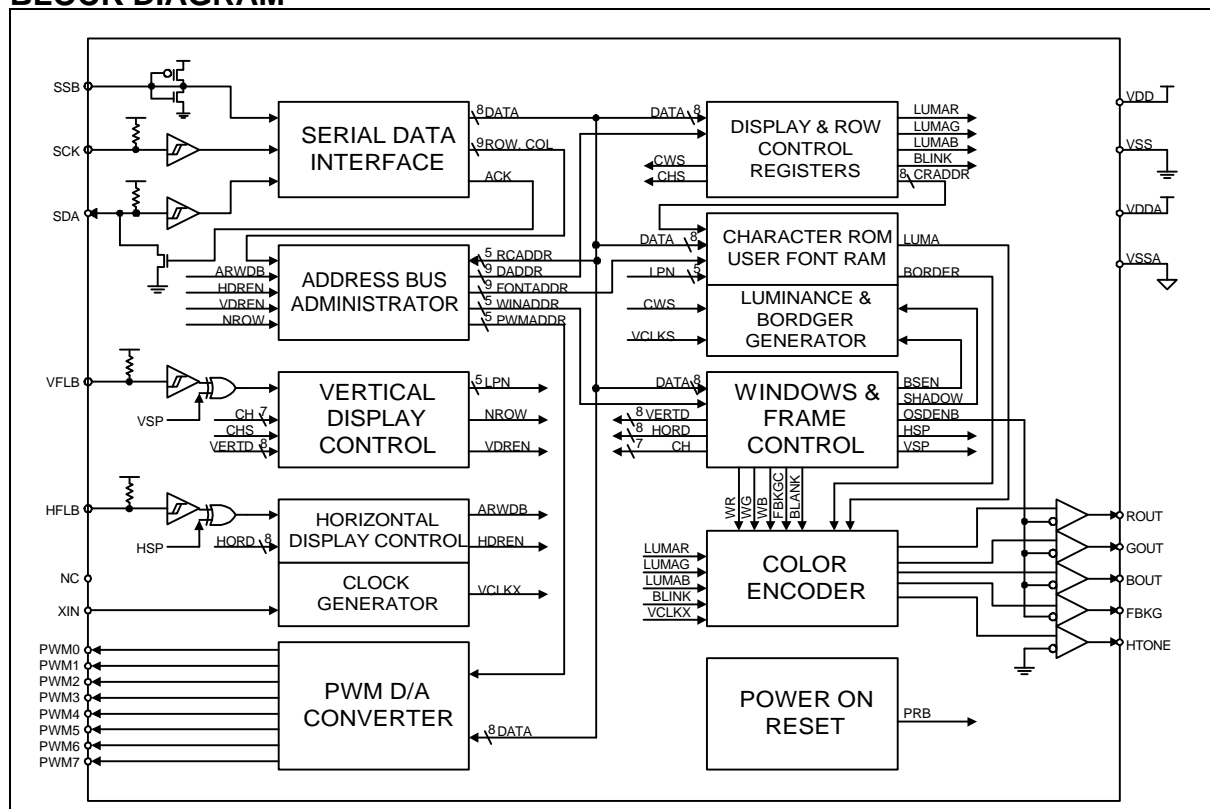 BLOCK DIAGRAM
SSB
SCK
SDA
SERIAL DATA
INTERFACE
8 DATA
9 ROW, COL
ACK
DATA 8
DISPLAY & ROW
CONTROL
REGISTERS
CWS
CHS
LUMAR
LUMAG
LUMAB
BLINK
8 CRADDR
VDD
VSS
VDDA
VSSA
ARWDB
HDREN
VDREN
NROW
ADDRESS BUS
ADMINISTRATOR
5 RCADDR
9 DADDR
9 FONTADDR
5 WINADDR
5 PWMADDR
DATA 8
LPN 5
CWS
VCLKS
CHARACTER ROM
USER FONT RAM
LUMINANCE &
BORDGER
GENERATOR
LUMA
BORDER
VFLB
VSP
CH 7
CHS
VERTD 8
VERTICAL
DISPLAY
CONTROL
5 LPN
NROW
VDREN
DATA 8
8 VERTD
8 HORD
7 CH
WINDOWS &
FRAME
CONTROL
BSEN
SHADOW
OSDENB
HSP
VSP
WR
WG
WB
FBKGC
BLANK
HFLB
HSP
HORD 8
HORIZONTAL
DISPLAY CONTROL
CLOCK
GENERATOR
ARWDB
HDREN
VCLKX
NC
XIN
LUMAR
LUMAG
LUMAB
BLINK
VCLKX
COLOR
ENCODER
ROUT
GOUT
BOUT
FBKG
HTONE
PWM0
PWM1
PWM2
PWM3
PWM4
PWM5
PWM6
PWM7
PWM D/A
CONVERTER
8 DATA
POWER ON
RESET
PRB